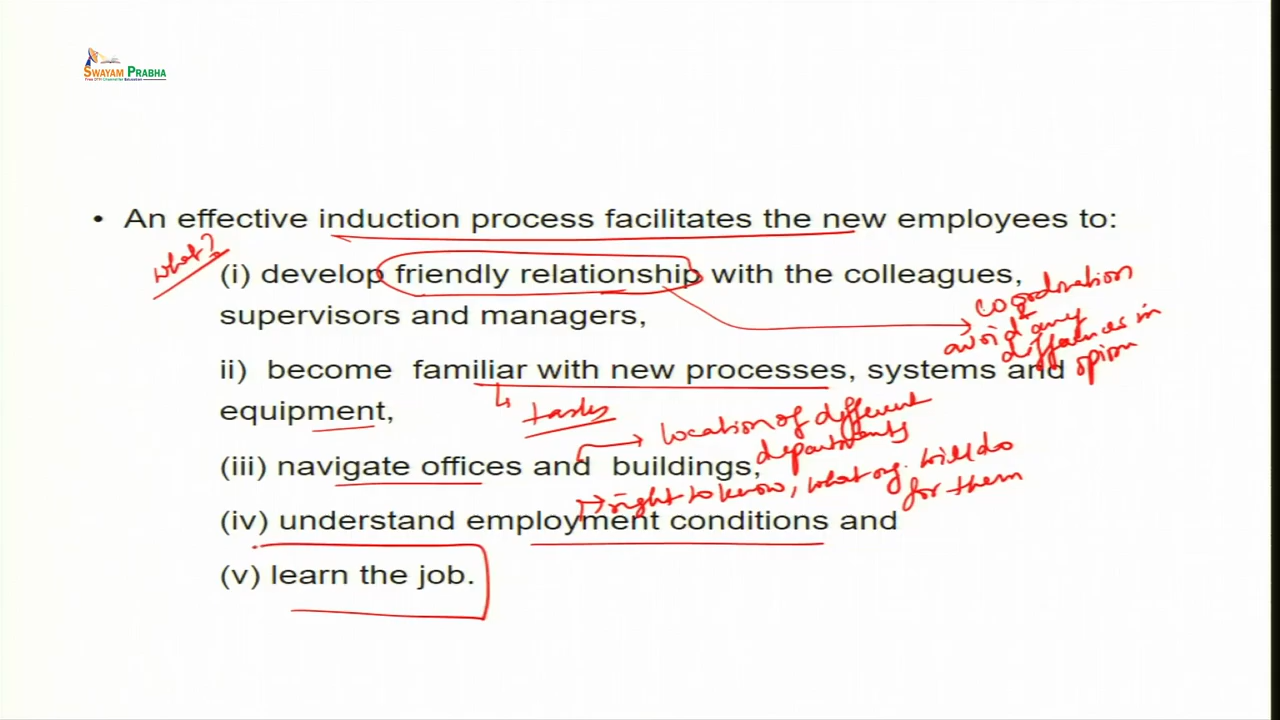 SWAYAM PRABHA
• An effective induction process facilitates the new employees to:
what?
(i) develop friendly relationship with the colleagues,
coordination
supervisors and managers,
avoid any
differences in
opinion
ii) become familiar with new processes, systems and
equipment,
tasks
location of different
departments
(iii) navigate offices and buildings,
right to know, what org. will do
for them
(iv) understand employment conditions and
(v) learn the job.